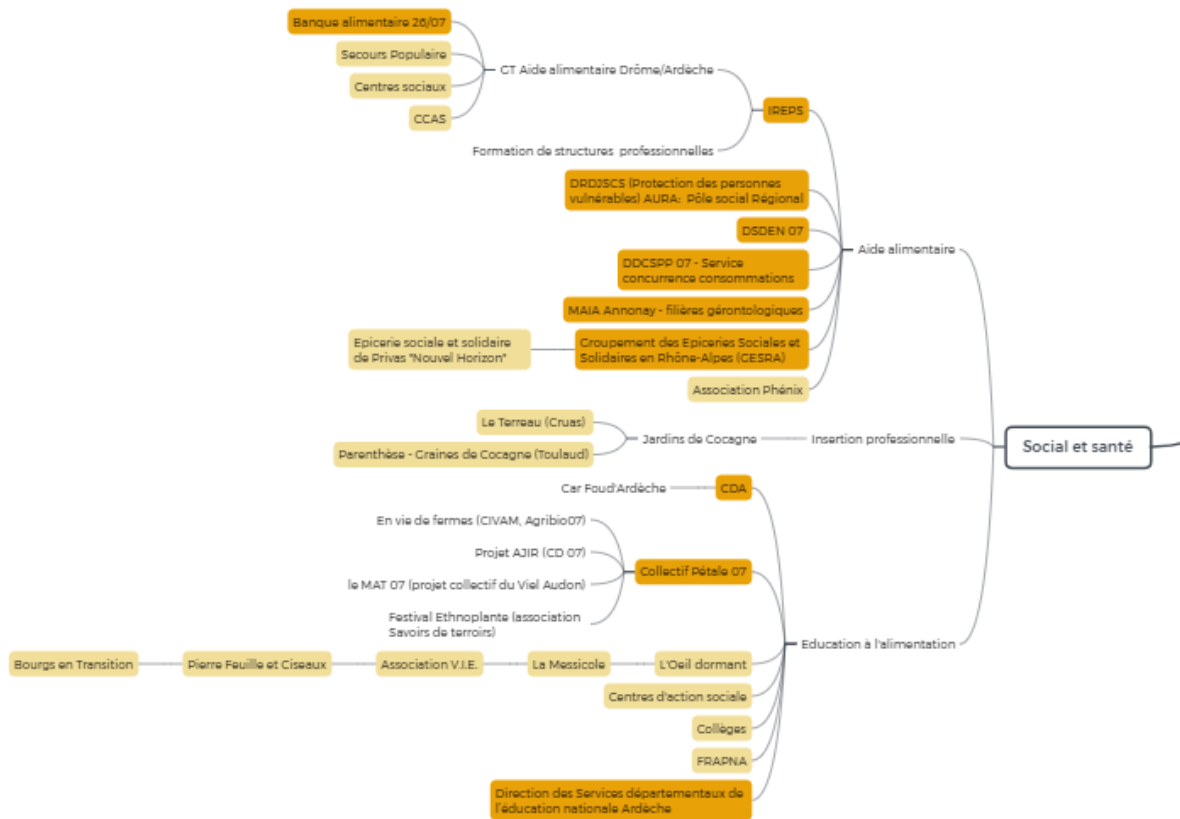 Banque alimentaire 26/07
Secours Populaire
Centres sociaux
CCAS
GT Aide alimentaire Drôme/Ardèche
Formation de structures professionnelles
IREPS
DRDJSCS (Protection des personnes
vulnérables) AURA: Pôle social Régional
DSDEN 07
DDCSPP 07 - Service
concurrence consommations
MAIA Annonay - filières gérontologiques
Epicerie sociale et solidaire
de Privas "Nouvel Horizon"
Groupement des Epiceries Sociales et
Solidaires en Rhône-Alpes (GESRA)
Association Phénix
Aide alimentaire
Le Terreau (Cruas)
Parenthèse - Graines de Cocagne (Toulaud)
Jardins de Cocagne
Insertion professionnelle
Social et santé
Car Foud'Ardèche
CDA
En vie de fermes (CIVAM, Agribio07)
Projet AJIR (CD 07)
le MAT 07 (projet collectif du Viel Audon)
Festival Ethnoplante (association
Savoirs de terroirs)
Collectif Pétale 07
Education à l'alimentation
Bourgs en Transition
Pierre Feuille et Ciseaux
Association V.I.E.
La Messicole
L'Oeil dormant
Centres d'action sociale
Collèges
FRAPNA
Direction des Services départementaux de
l'éducation nationale Ardèche